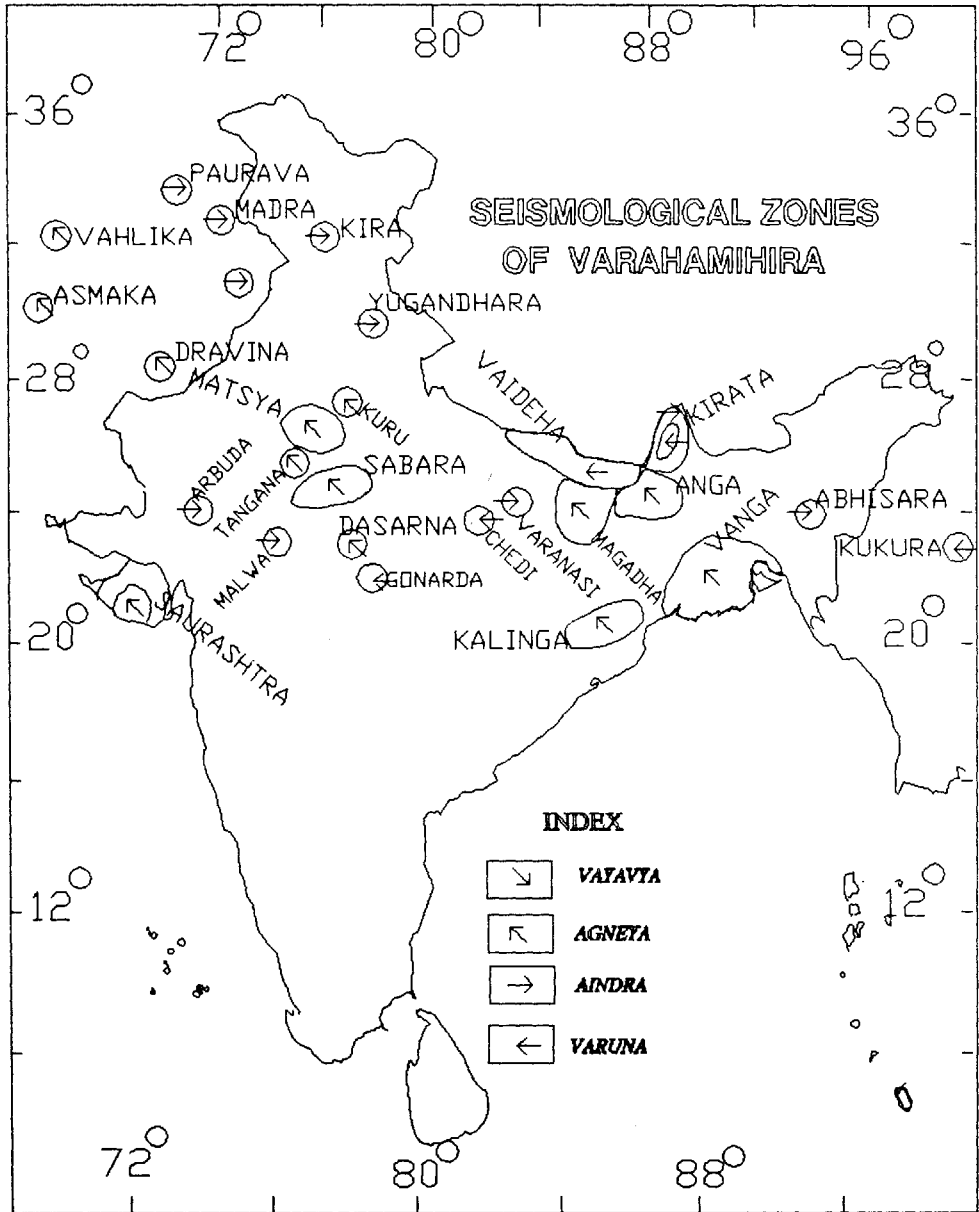 72° 80° 88° 96°
36° 36°
PAURAVA
MADRA
KIRA
SEISMOLOGICAL ZONES
OF VARAHAMIHIRA
VAHLIKA
ASMAKA
YUGANDHARA
DRAVINA
28° 28°
MATSYA
VAIDEHA
KIRATA
KURU
SABARA
ARBUDA
TANGANA
ANGA
VANGA
ABHISARA
DASARNA
VARANASI
CHEDI
MAGADHA
KUKURA
MALWA
GONARDA
SAURASHTRA
20° 20°
KALINGA
INDEX
VAYAVYA
12° 12°
AGNEYA
AINDRA
VARUNA
72° 80° 88°